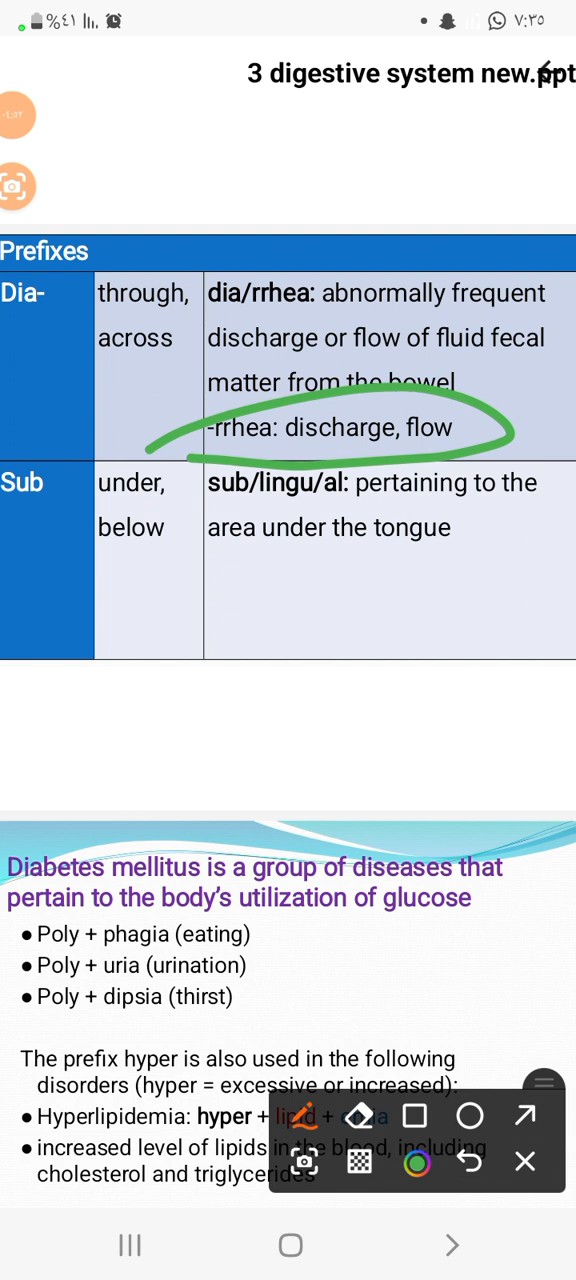 %٤١
٧:٣٥
3 digestive system new.ppt
٠٤:٥٢
Prefixes
Dia-
through,
across
dia/rrhea: abnormally frequent
discharge or flow of fluid fecal
matter from the bowel
-rrhea: discharge, flow
Sub
under,
below
sub/lingu/al: pertaining to the
area under the tongue
Diabetes mellitus is a group of diseases that
pertain to the body’s utilization of glucose
● Poly + phagia (eating)
● Poly + uria (urination)
● Poly + dipsia (thirst)
The prefix hyper is also used in the following
disorders (hyper = excessive or increased):
● Hyperlipidemia: hyper + lipid + emia
● increased level of lipids in the blood, including
cholesterol and triglycerides